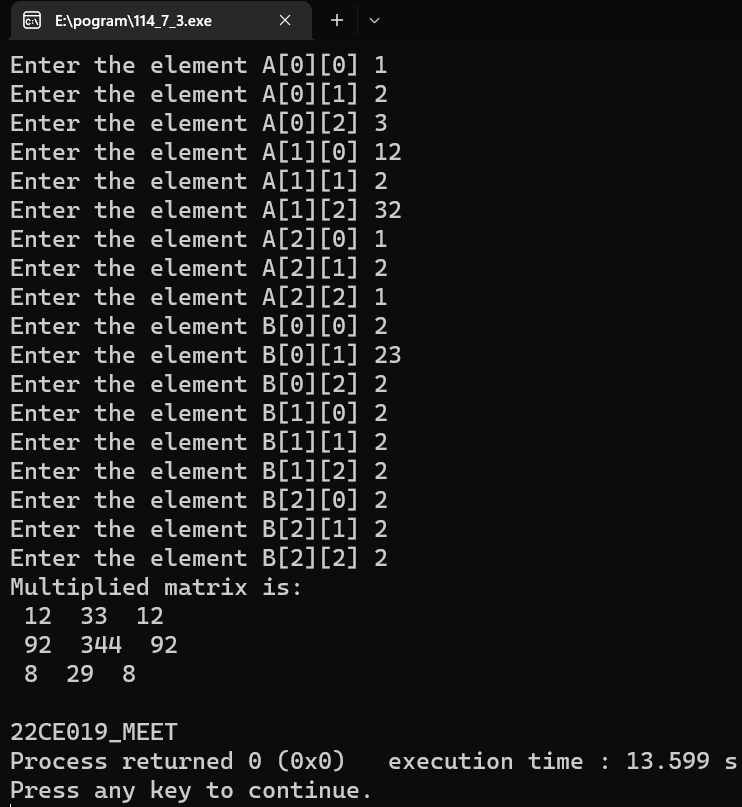 E:\pogram\114_7_3.exe
Enter the element A[0][0] 1
Enter the element A[0][1] 2
Enter the element A[0][2] 3
Enter the element A[1][0] 12
Enter the element A[1][1] 2
Enter the element A[1][2] 32
Enter the element A[2][0] 1
Enter the element A[2][1] 2
Enter the element A[2][2] 1
Enter the element B[0][0] 2
Enter the element B[0][1] 23
Enter the element B[0][2] 2
Enter the element B[1][0] 2
Enter the element B[1][1] 2
Enter the element B[1][2] 2
Enter the element B[2][0] 2
Enter the element B[2][1] 2
Enter the element B[2][2] 2
Multiplied matrix is:
12  33  12
92  344  92
8  29  8
22CE019_MEET
Process returned 0 (0x0)   execution time : 13.599 s
Press any key to continue.